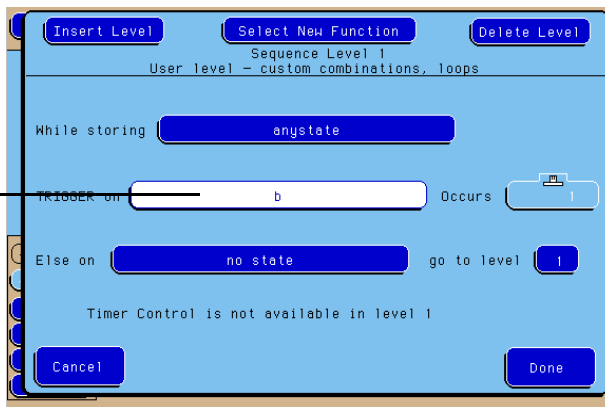 Insert Level Select New Function Delete Level
Sequence Level 1
User level – custom combinations, loops
While storing anystate
TRIGGER on b Occurs 1
Else on no state go to level 1
Timer Control is not available in level 1
Cancel Done